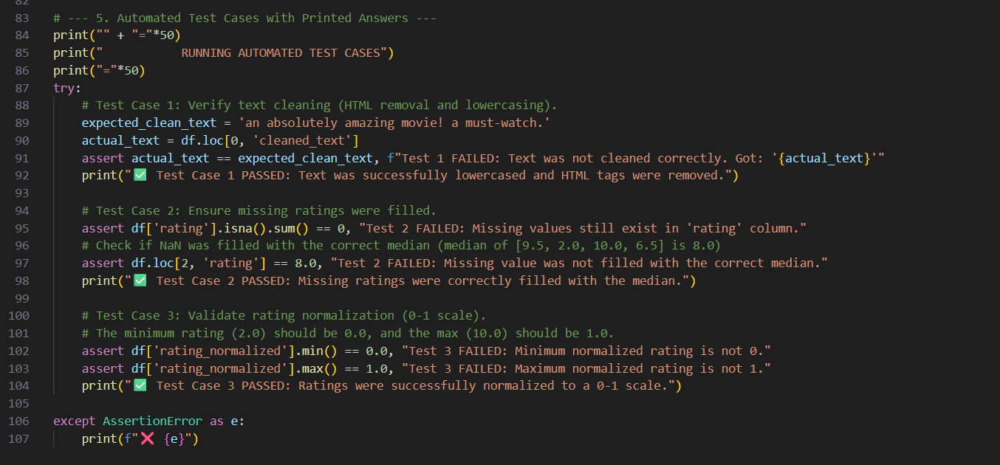 82
83 # --- 5. Automated Test Cases with Printed Answers ---
84 print("" + "="*50)
85 print("           RUNNING AUTOMATED TEST CASES")
86 print("="*50)
87 try:
88     # Test Case 1: Verify text cleaning (HTML removal and lowercasing).
89     expected_clean_text = 'an absolutely amazing movie! a must-watch.'
90     actual_text = df.loc[0, 'cleaned_text']
91     assert actual_text == expected_clean_text, f"Test 1 FAILED: Text was not cleaned correctly. Got: '{actual_text}'"
92     print("✅ Test Case 1 PASSED: Text was successfully lowercased and HTML tags were removed.")
93
94     # Test Case 2: Ensure missing ratings were filled.
95     assert df['rating'].isna().sum() == 0, "Test 2 FAILED: Missing values still exist in 'rating' column."
96     # Check if NaN was filled with the correct median (median of [9.5, 2.0, 10.0, 6.5] is 8.0)
97     assert df.loc[2, 'rating'] == 8.0, "Test 2 FAILED: Missing value was not filled with the correct median."
98     print("✅ Test Case 2 PASSED: Missing ratings were correctly filled with the median.")
99
100     # Test Case 3: Validate rating normalization (0-1 scale).
101     # The minimum rating (2.0) should be 0.0, and the max (10.0) should be 1.0.
102     assert df['rating_normalized'].min() == 0.0, "Test 3 FAILED: Minimum normalized rating is not 0."
103     assert df['rating_normalized'].max() == 1.0, "Test 3 FAILED: Maximum normalized rating is not 1."
104     print("✅ Test Case 3 PASSED: Ratings were successfully normalized to a 0-1 scale.")
105
106 except AssertionError as e:
107     print(f"❌ {e}")